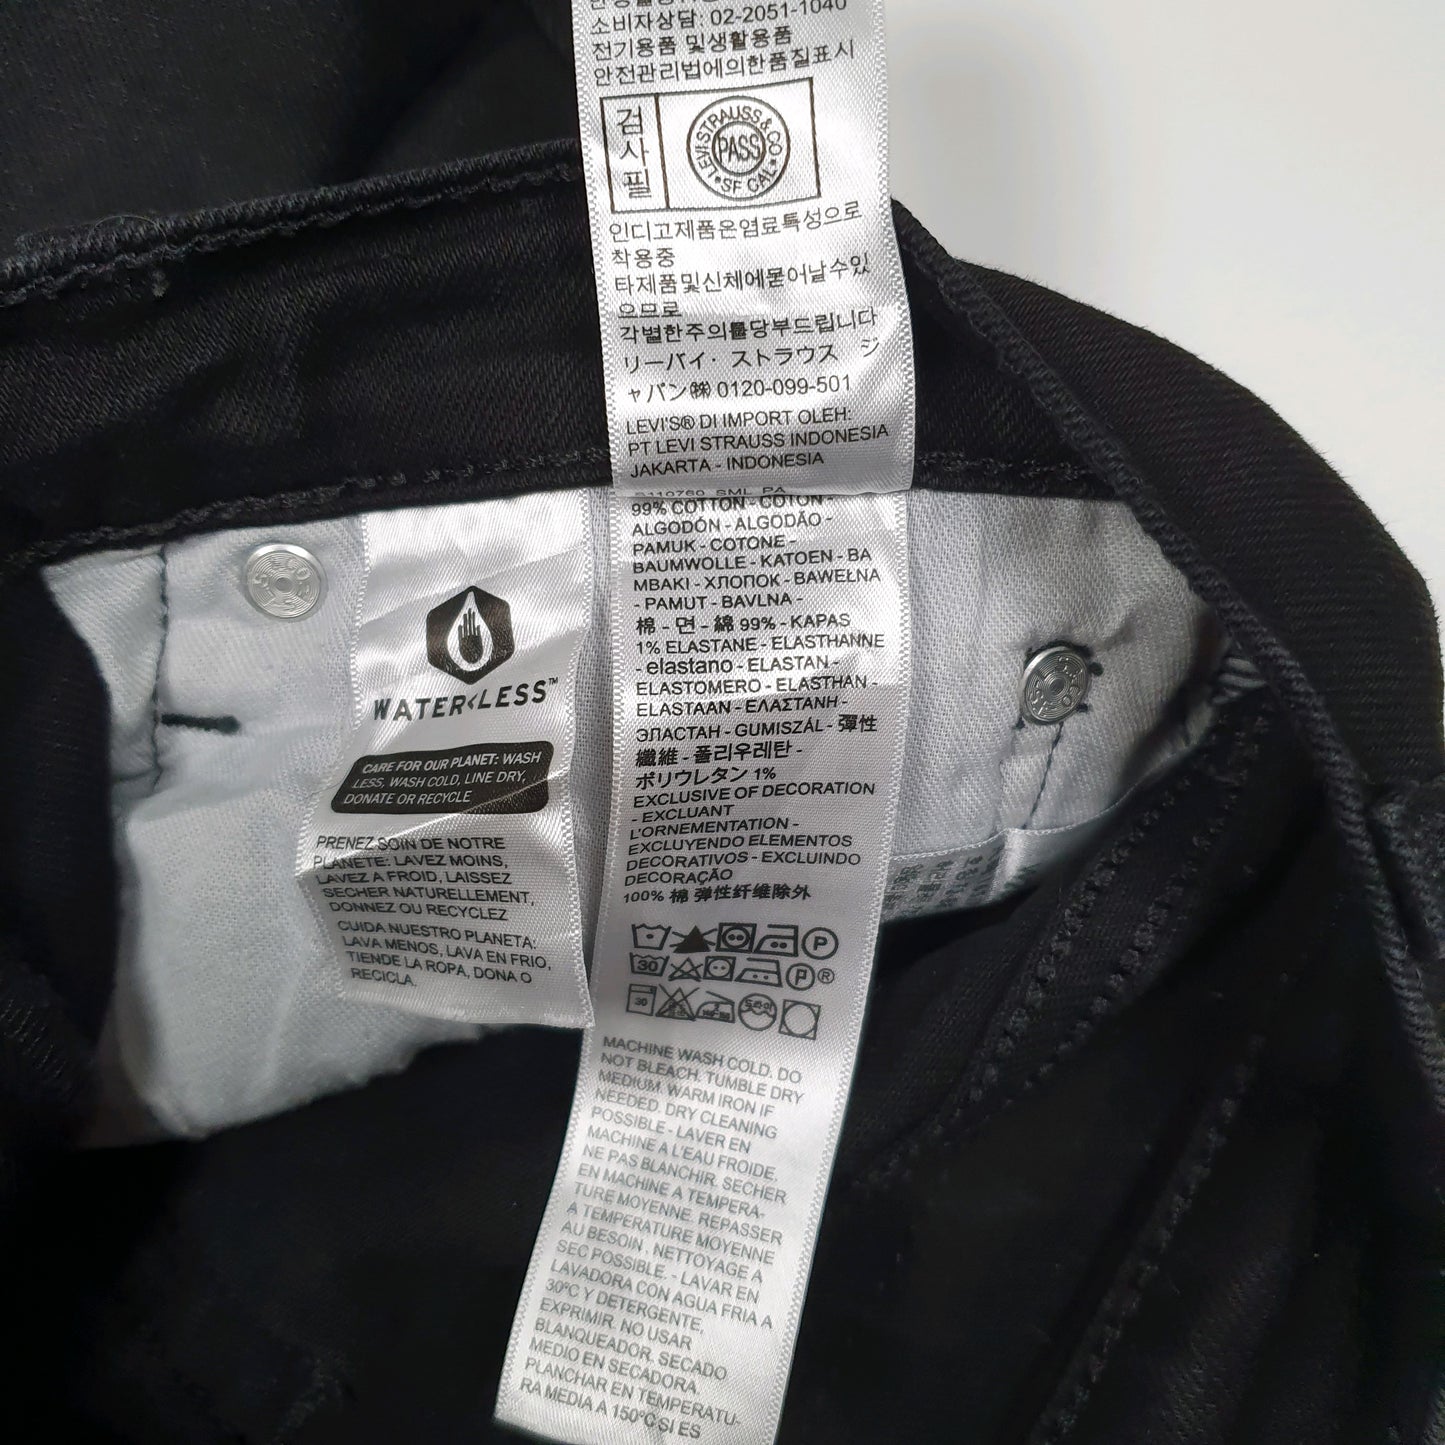 소비자상담: 02-2051-1040
전기용품 및생활용품
안전관리법에의한품질표시
검
사
필
LEVI STRAUSS & CO
PASS
SF CAL
인디고제품은염료특성으로
착용중
타제품및신체에묻어날수있
으므로
각별한주의를당부드립니다
リーバイ・ストラウス ジ
ャパン㈱ 0120-099-501
LEVI'S® DI IMPORT OLEH:
PT LEVI STRAUSS INDONESIA
JAKARTA - INDONESIA
99% COTTON - COTON -
ALGODÓN - ALGODÃO -
PAMUK - COTONE -
BAUMWOLLE - KATOEN - BA
MBAKI - ХЛОПОК - BAWEŁNA
- PAMUT - BAVLNA -
棉 - 면 - 綿 99% - KAPAS
1% ELASTANE - ELASTHANNE
- elastano - ELASTAN -
ELASTOMERO - ELASTHAN -
ELASTAAN - ΕΛΑΣΤΑΝΗ -
ЭЛАСТАН - GUMISZÁL - 彈性
纖維 - 폴리우레탄 -
ポリウレタン 1%
EXCLUSIVE OF DECORATION
- EXCLUANT
L'ORNEMENTATION -
EXCLUYENDO ELEMENTOS
DECORATIVOS - EXCLUINDO
DECORAÇÃO
100% 棉 弹性纤维除外
P
30 P ®
30
MACHINE WASH COLD. DO
NOT BLEACH. TUMBLE DRY
MEDIUM. WARM IRON IF
NEEDED. DRY CLEANING
POSSIBLE - LAVER EN
MACHINE A L'EAU FROIDE.
NE PAS BLANCHIR. SECHER
EN MACHINE A TEMPERA-
TURE MOYENNE. REPASSER
A TEMPERATURE MOYENNE
AU BESOIN , NETTOYAGE A
SEC POSSIBLE. - LAVAR EN
LAVADORA CON AGUA FRIA A
30°C Y DETERGENTE,
EXPRIMIR. NO USAR
BLANQUEADOR. SECADO
MEDIO EN SECADORA.
PLANCHAR EN TEMPERATU-
RA MEDIA A 150°C SI ES
WATER<LESS™
CARE FOR OUR PLANET: WASH
LESS, WASH COLD, LINE DRY,
DONATE OR RECYCLE
PRENEZ SOIN DE NOTRE
PLANÈTE: LAVEZ MOINS,
LAVEZ A FROID, LAISSEZ
SECHER NATURELLEMENT,
DONNEZ OU RECYCLEZ
CUIDA NUESTRO PLANETA:
LAVA MENOS, LAVA EN FRIO,
TIENDE LA ROPA, DONA O
RECICLA.